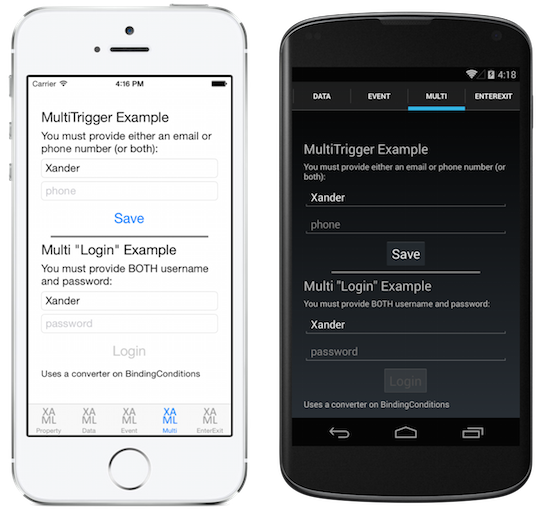 Carrier 4:16 PM
MultiTrigger Example
You must provide either an email or
phone number (or both):
Xander
phone
Save
Multi "Login" Example
You must provide BOTH username
and password:
Xander
password
Login
Uses a converter on BindingConditions
XA XA XA XA XA
ML ML ML ML ML
Property Data Event Multi EnterExit
4:18
DATA EVENT MULTI ENTEREXIT
MultiTrigger Example
You must provide either an email or phone number (or
both):
Xander
phone
Save
Multi "Login" Example
You must provide BOTH username and password:
Xander
password
Login
Uses a converter on BindingConditions